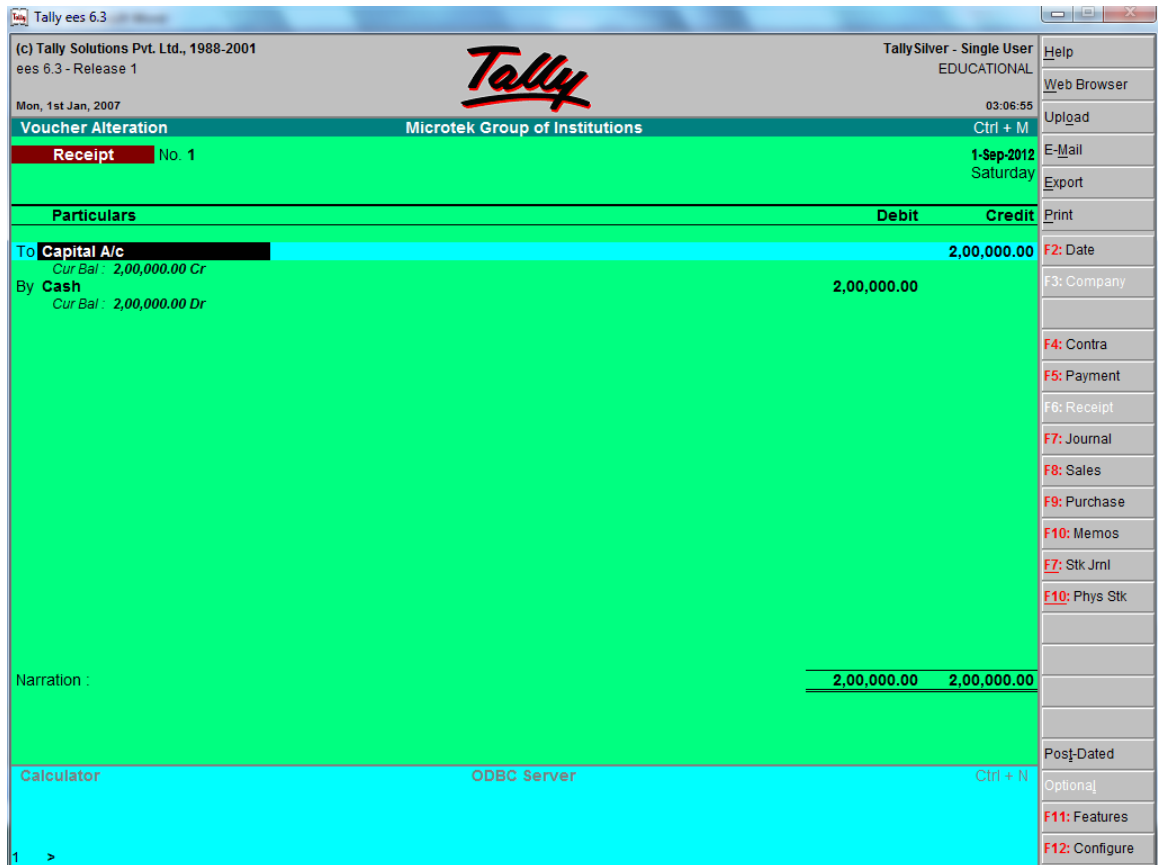 Tally ees 6.3
(c) Tally Solutions Pvt. Ltd., 1988-2001
ees 6.3 - Release 1
Mon, 1st Jan, 2007
Tally
TallySilver - Single User
EDUCATIONAL
03:06:55
Voucher Alteration Microtek Group of Institutions Ctrl + M
Receipt No. 1 1-Sep-2012
Saturday
Particulars Debit Credit
To Capital A/c 2,00,000.00
Cur Bal : 2,00,000.00 Cr
By Cash 2,00,000.00
Cur Bal : 2,00,000.00 Dr
Narration : 2,00,000.00 2,00,000.00
Calculator ODBC Server Ctrl + N
1 >
Help
Web Browser
Upload
E-Mail
Export
Print
F2: Date
F3: Company
F4: Contra
F5: Payment
F6: Receipt
F7: Journal
F8: Sales
F9: Purchase
F10: Memos
F7: Stk Jrnl
F10: Phys Stk
Post-Dated
Optional
F11: Features
F12: Configure